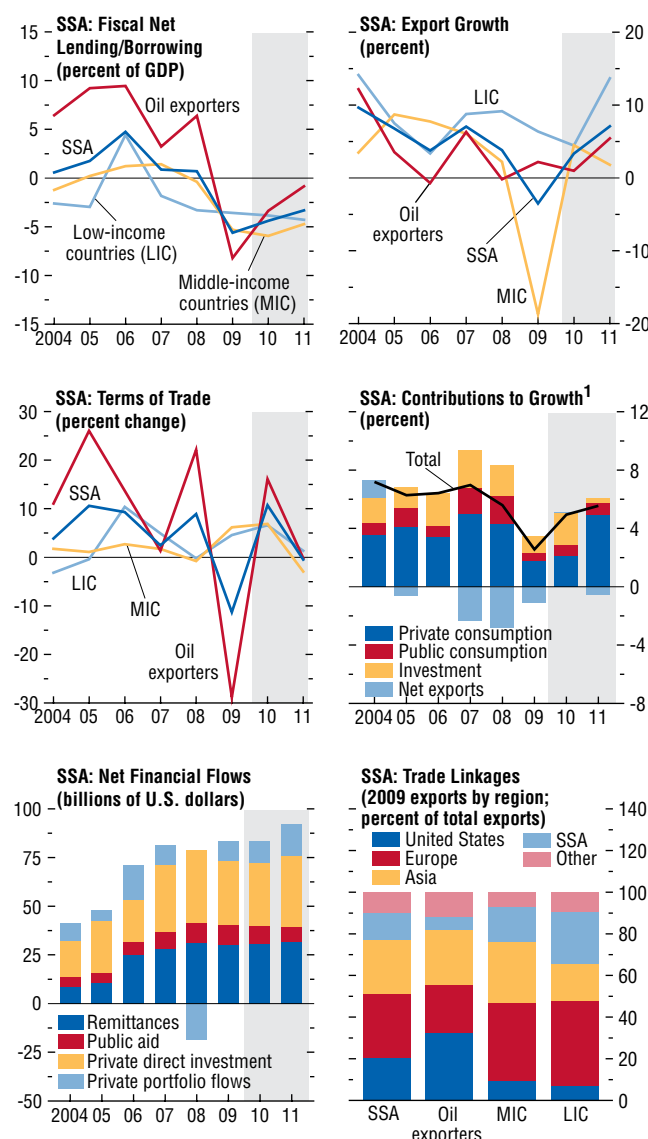 SSA: Fiscal Net
Lending/Borrowing
(percent of GDP)
15
10
5
0
-5
-10
-15
Oil exporters
SSA
Low-income
countries (LIC)
Middle-income
countries (MIC)
2004 05 06 07 08 09 10 11
SSA: Export Growth
(percent)
20
10
0
-10
-20
LIC
Oil
exporters
SSA
MIC
2004 05 06 07 08 09 10 11
SSA: Terms of Trade
(percent change)
30
20
10
0
-10
-20
-30
SSA
LIC
MIC
Oil
exporters
2004 05 06 07 08 09 10 11
SSA: Contributions to Growth1
(percent)
12
8
4
0
-4
-8
Total
Private consumption
Public consumption
Investment
Net exports
2004 05 06 07 08 09 10 11
SSA: Net Financial Flows
(billions of U.S. dollars)
100
75
50
25
0
-25
-50
Remittances
Public aid
Private direct investment
Private portfolio flows
2004 05 06 07 08 09 10 11
SSA: Trade Linkages
(2009 exports by region;
percent of total exports)
United States
Europe
Asia
SSA
Other
140
120
100
80
60
40
20
0
SSA Oil MIC LIC
exporters